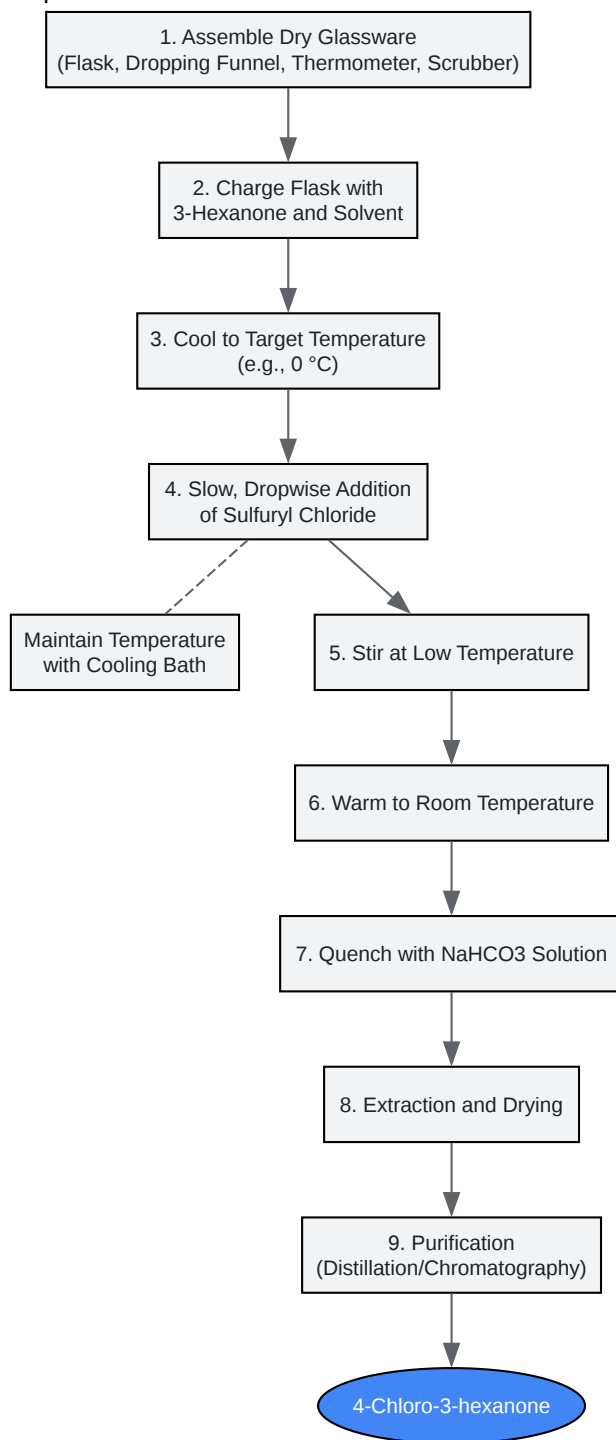 1. Assemble Dry Glassware
(Flask, Dropping Funnel, Thermometer, Scrubber)
2. Charge Flask with
3-Hexanone and Solvent
3. Cool to Target Temperature
(e.g., 0 °C)
4. Slow, Dropwise Addition
of Sulfuryl Chloride
Maintain Temperature
with Cooling Bath
5. Stir at Low Temperature
6. Warm to Room Temperature
7. Quench with NaHCO3 Solution
8. Extraction and Drying
9. Purification
(Distillation/Chromatography)
4-Chloro-3-hexanone